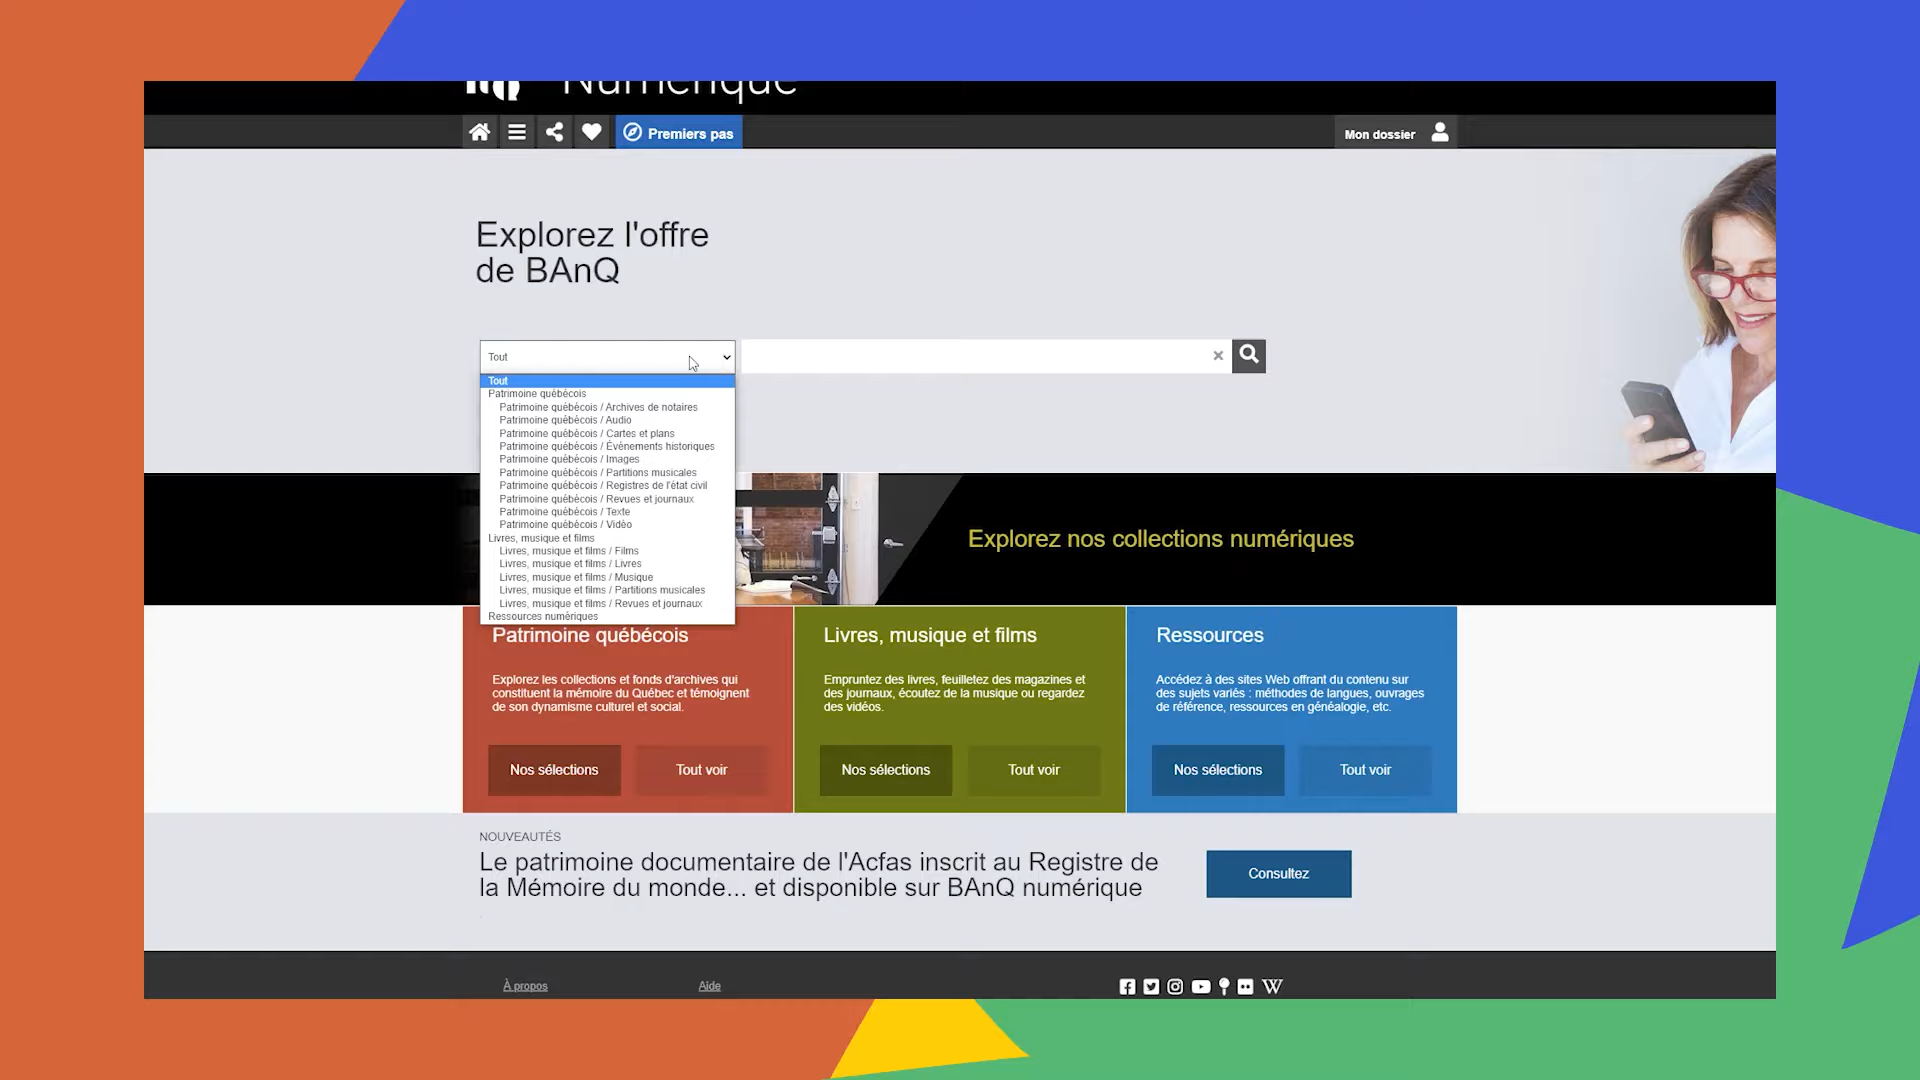 Numérique
Premiers pas
Mon dossier
Explorez l'offre
de BAnQ
Tout
Tout
Patrimoine québécois
Patrimoine québécois / Archives de notaires
Patrimoine québécois / Audio
Patrimoine québécois / Cartes et plans
Patrimoine québécois / Événements historiques
Patrimoine québécois / Images
Patrimoine québécois / Partitions musicales
Patrimoine québécois / Registres de l'état civil
Patrimoine québécois / Revues et journaux
Patrimoine québécois / Texte
Patrimoine québécois / Vidéo
Livres, musique et films
Livres, musique et films / Films
Livres, musique et films / Livres
Livres, musique et films / Musique
Livres, musique et films / Partitions musicales
Livres, musique et films / Revues et journaux
Ressources numériques
Explorez nos collections numériques
Patrimoine québécois
Explorez les collections et fonds d'archives qui
constituent la mémoire du Québec et témoignent
de son dynamisme culturel et social.
Nos sélections
Tout voir
Livres, musique et films
Empruntez des livres, feuilletez des magazines et
des journaux, écoutez de la musique ou regardez
des vidéos.
Nos sélections
Tout voir
Ressources
Accédez à des sites Web offrant du contenu sur
des sujets variés : méthodes de langues, ouvrages
de référence, ressources en généalogie, etc.
Nos sélections
Tout voir
NOUVEAUTÉS
Le patrimoine documentaire de l'Acfas inscrit au Registre de
la Mémoire du monde... et disponible sur BAnQ numérique
Consultez
À propos
Aide